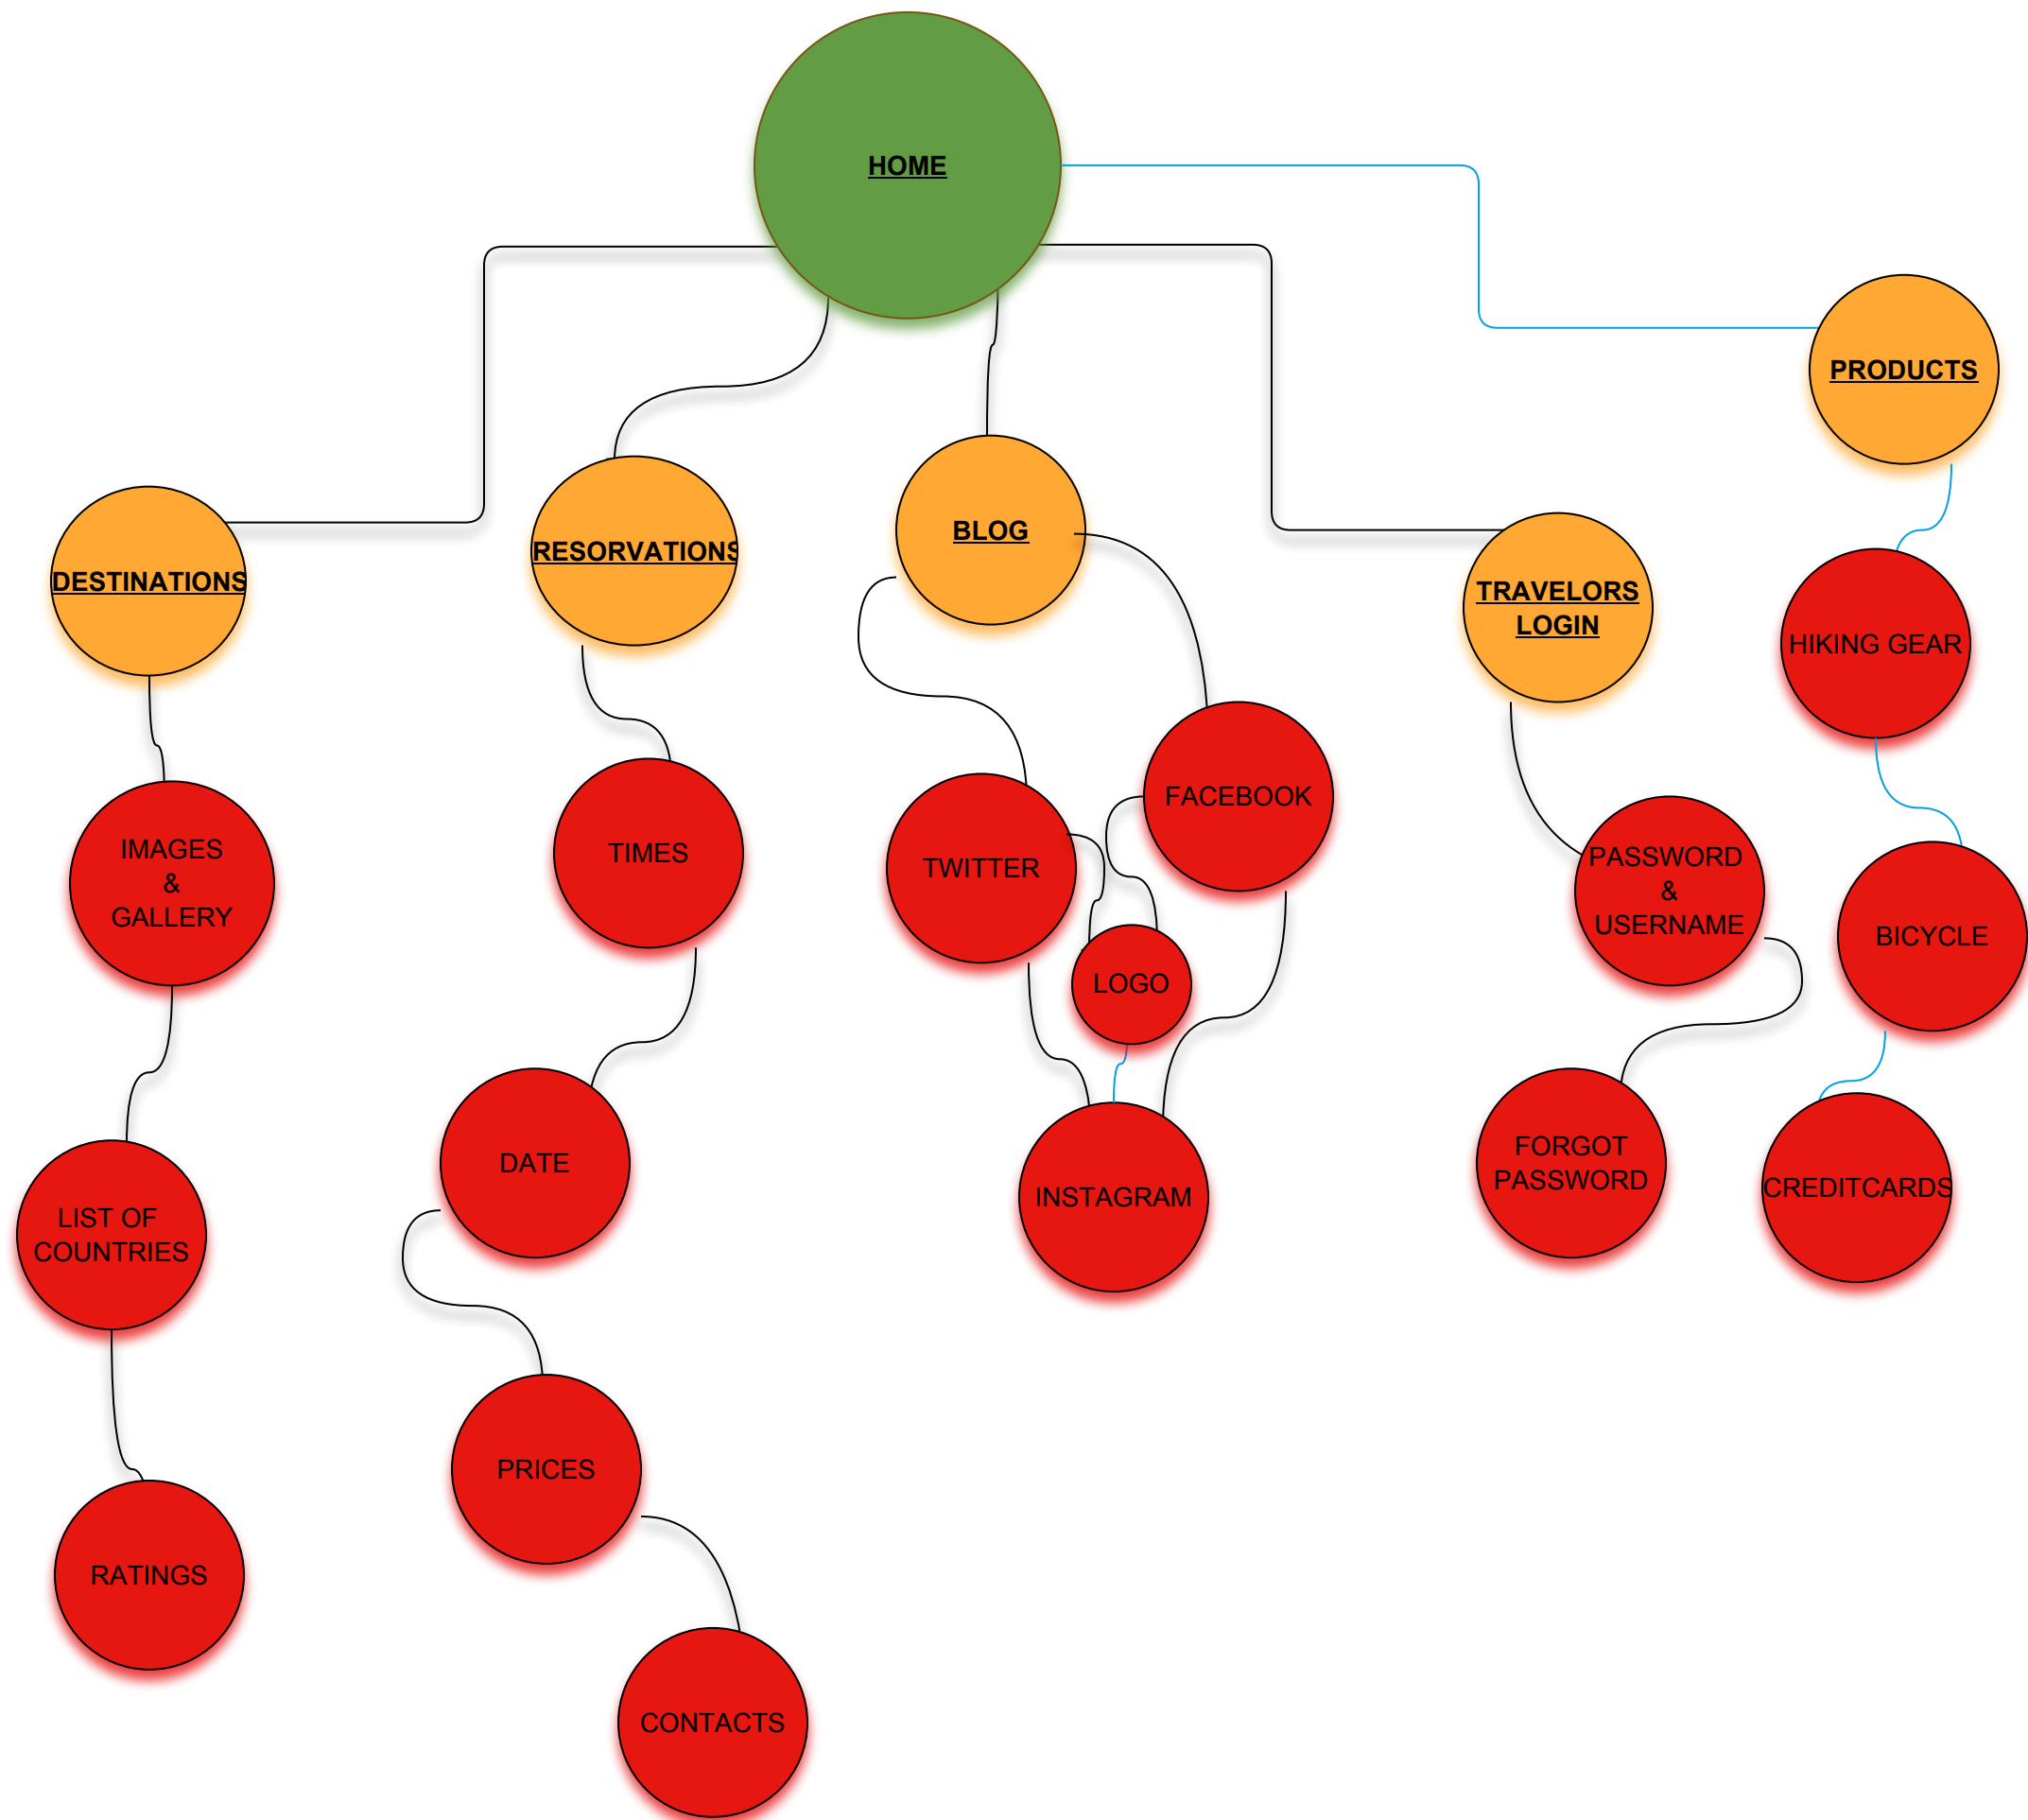 HOME
PRODUCTS
DESTINATIONS
RESORVATIONS
BLOG
TRAVELORS
LOGIN
HIKING GEAR
IMAGES
&
GALLERY
TIMES
TWITTER
FACEBOOK
LOGO
PASSWORD
&
USERNAME
BICYCLE
LIST OF
COUNTRIES
DATE
INSTAGRAM
FORGOT
PASSWORD
CREDITCARDS
RATINGS
PRICES
CONTACTS